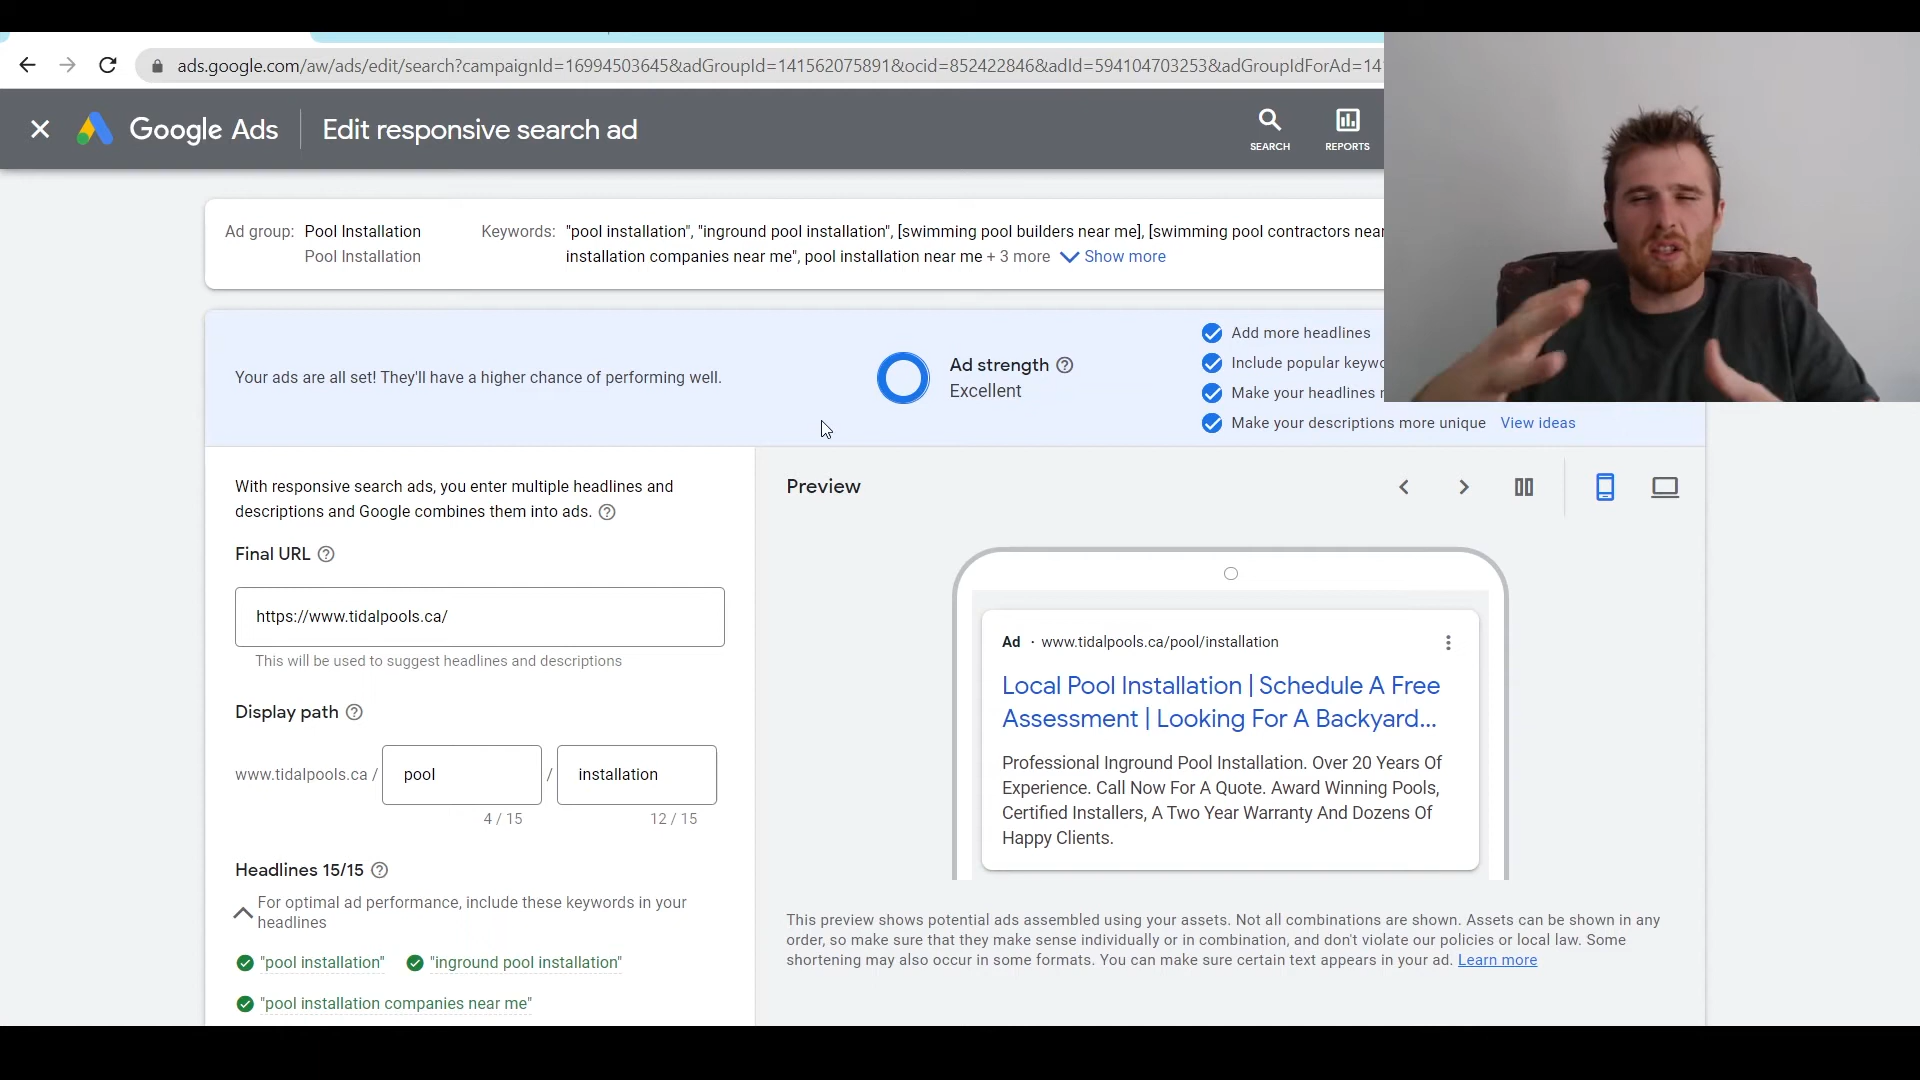 ads.google.com/aw/ads/edit/search?campaignId=16994503645&adGroupId=141562075891&ocid=852422846&adId=594104703253&adGroupIdForAd=141
Google Ads
Edit responsive search ad
SEARCH
REPORTS
Ad group: Pool Installation
Pool Installation
Keywords: "pool installation", "inground pool installation", [swimming pool builders near me], [swimming pool contractors near
installation companies near me", pool installation near me + 3 more Show more
Your ads are all set! They'll have a higher chance of performing well.
Ad strength
Excellent
Add more headlines
Include popular keywo
Make your headlines
Make your descriptions more unique View ideas
With responsive search ads, you enter multiple headlines and
descriptions and Google combines them into ads.
Final URL
https://www.tidalpools.ca/
This will be used to suggest headlines and descriptions
Display path
www.tidalpools.ca / pool / installation
4 / 15
12 / 15
Headlines 15/15
For optimal ad performance, include these keywords in your
headlines
"pool installation" "inground pool installation"
"pool installation companies near me"
Preview
Ad · www.tidalpools.ca/pool/installation
Local Pool Installation | Schedule A Free
Assessment | Looking For A Backyard...
Professional Inground Pool Installation. Over 20 Years Of
Experience. Call Now For A Quote. Award Winning Pools,
Certified Installers, A Two Year Warranty And Dozens Of
Happy Clients.
This preview shows potential ads assembled using your assets. Not all combinations are shown. Assets can be shown in any
order, so make sure that they make sense individually or in combination, and don't violate our policies or local law. Some
shortening may also occur in some formats. You can make sure certain text appears in your ad. Learn more